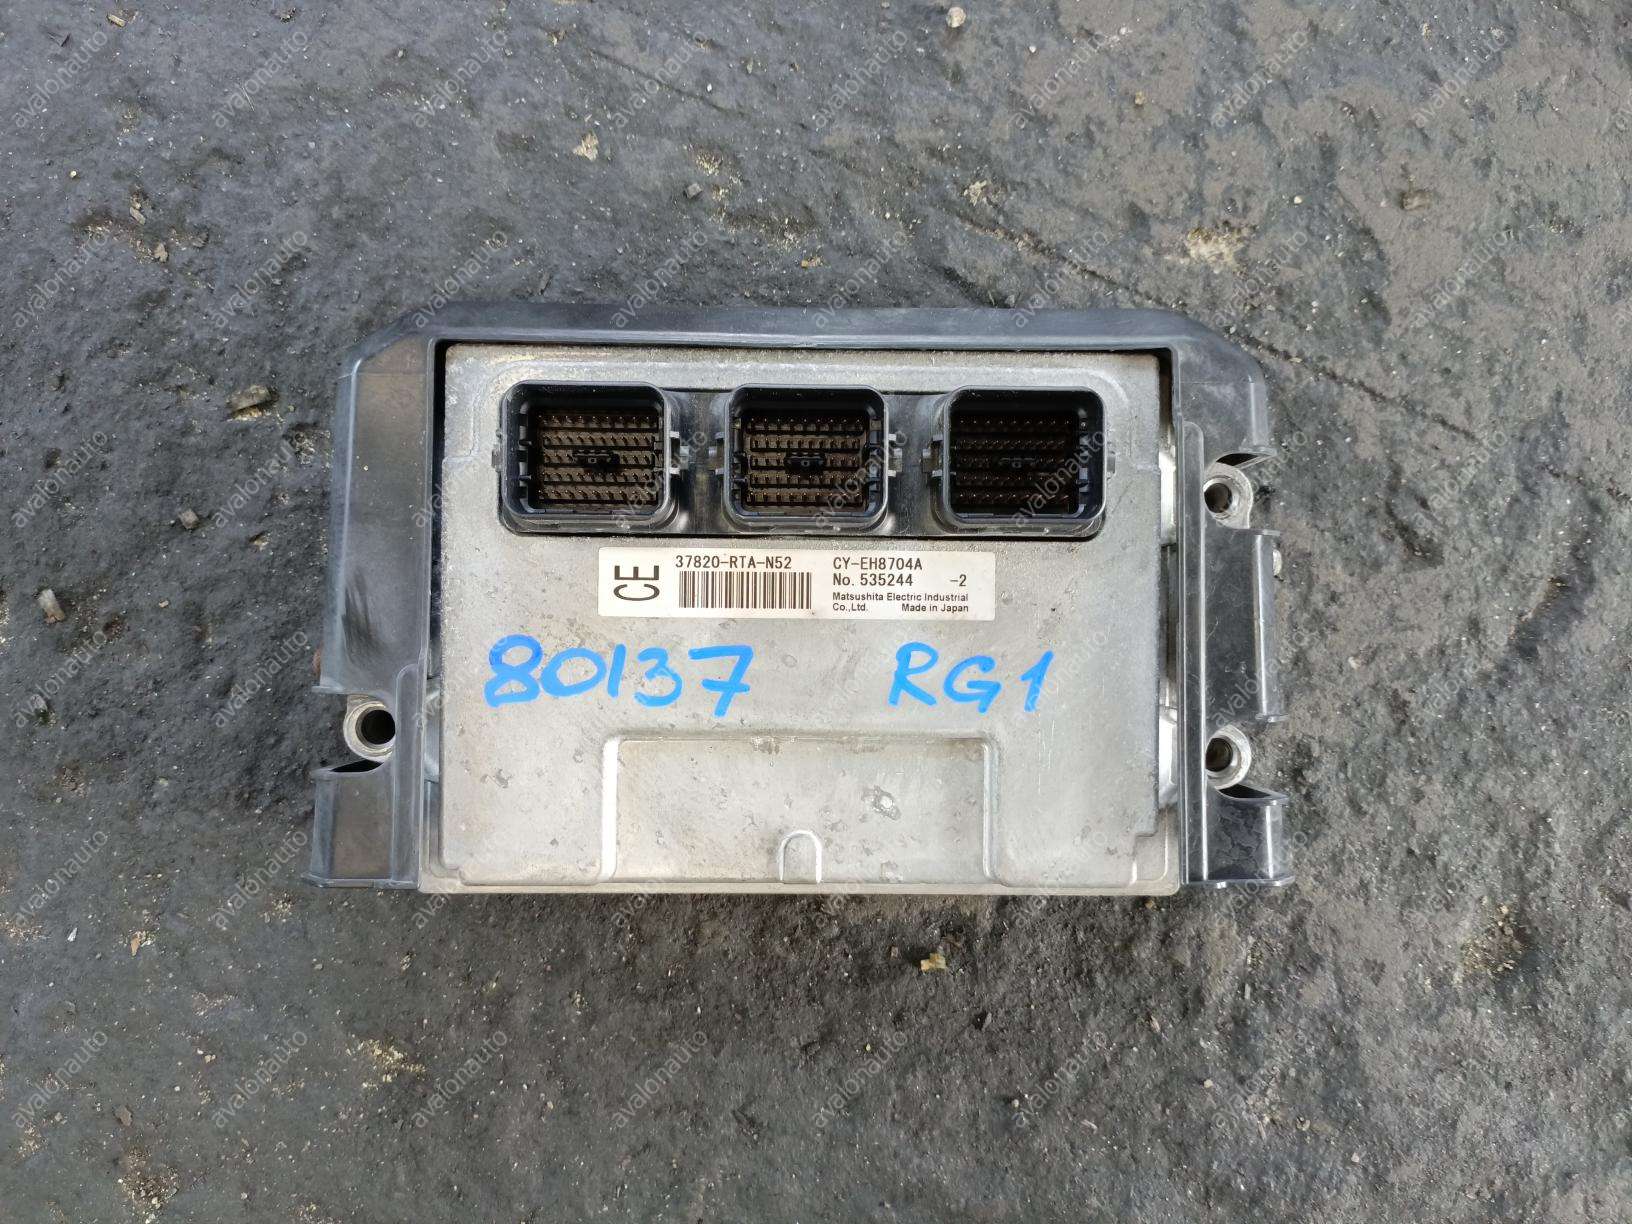 CE
37820-RTA-N52
CY-EH8704A
No. 535244 -2
Matsushita Electric Industrial
Co.,Ltd. Made in Japan
80137 RG1
avalonauto